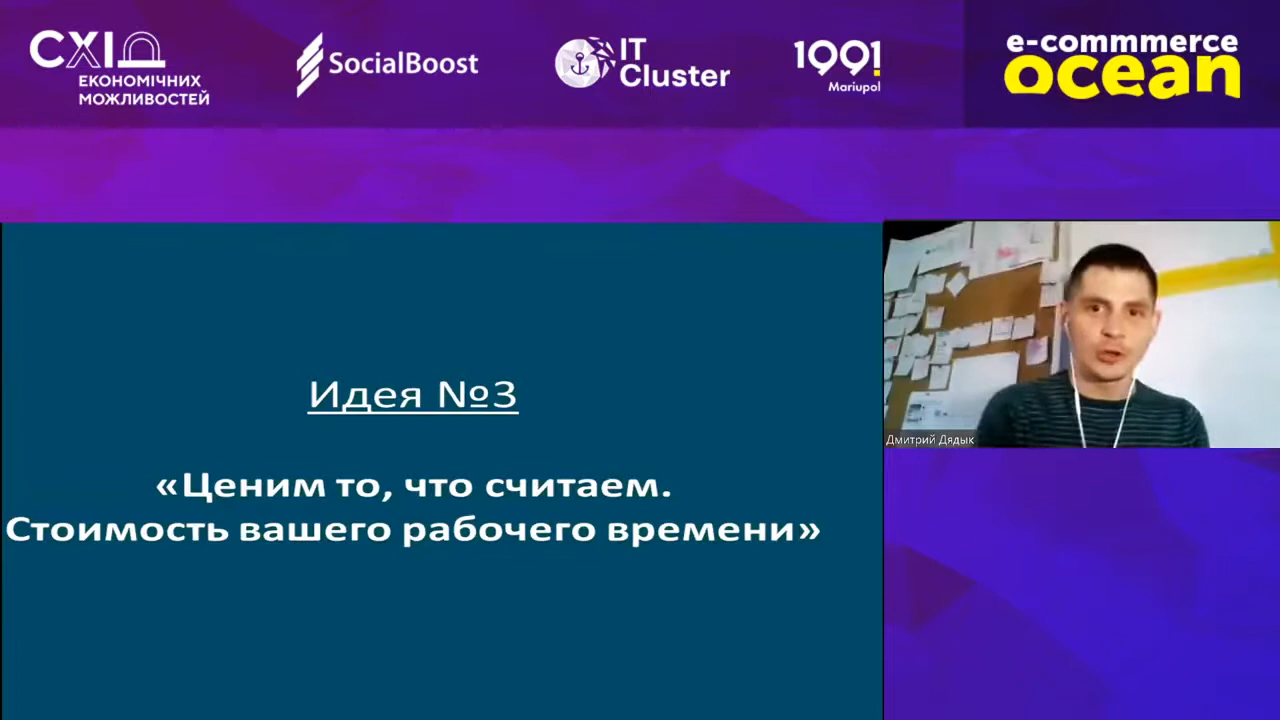 СХІД
ЕКОНОМІЧНИХ
МОЖЛИВОСТЕЙ
SocialBoost
IT
Cluster
1991
Mariupol
e-commmerce
ocean
Идея №3
«Ценим то, что считаем.
Стоимость вашего рабочего времени»
Дмитрий Дядык